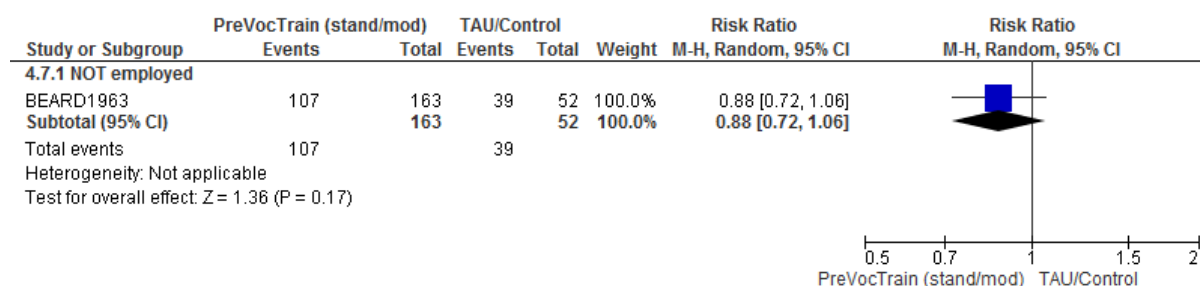 PreVocTrain (stand/mod) TAU/Control Risk Ratio Risk Ratio
Study or Subgroup Events Total Events Total Weight M-H, Random, 95% CI M-H, Random, 95% CI
4.7.1 NOT employed
BEARD1963 107 163 39 52 100.0% 0.88 [0.72, 1.06]
Subtotal (95% CI) 163 52 100.0% 0.88 [0.72, 1.06]
Total events 107 39
Heterogeneity: Not applicable
Test for overall effect: Z = 1.36 (P = 0.17)
0.5 0.7 1 1.5 2
PreVocTrain (stand/mod) TAU/Control